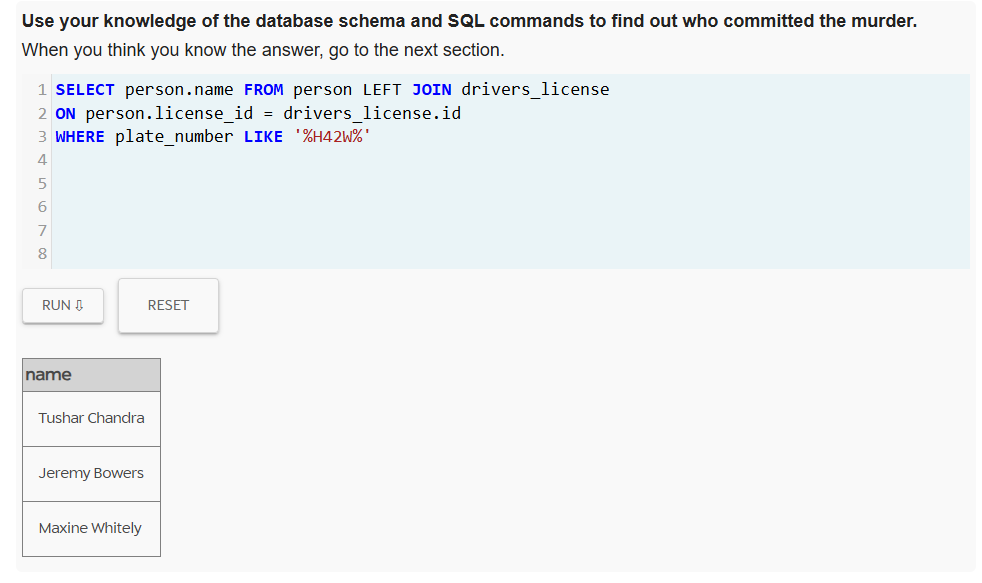 Use your knowledge of the database schema and SQL commands to find out who committed the murder.
When you think you know the answer, go to the next section.
1 SELECT person.name FROM person LEFT JOIN drivers_license
2 ON person.license_id = drivers_license.id
3 WHERE plate_number LIKE '%H42W%'
4
5
6
7
8
RUN ⇩ RESET
name
Tushar Chandra
Jeremy Bowers
Maxine Whitely